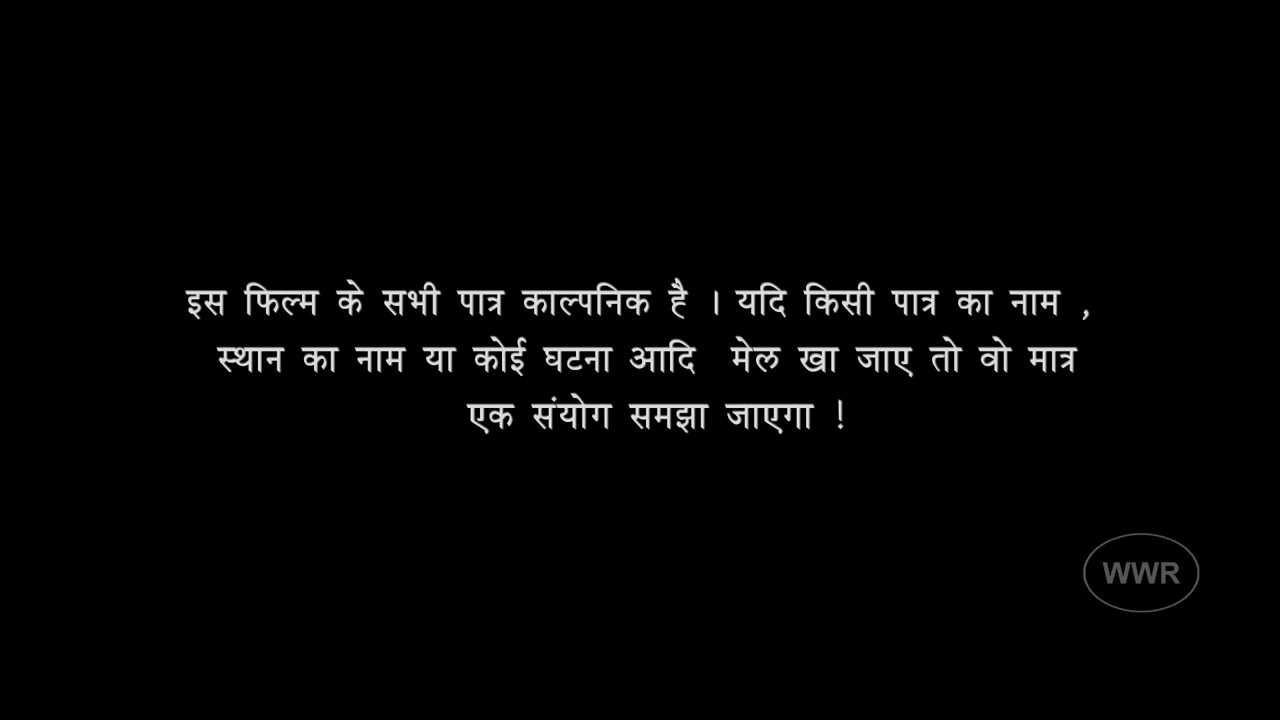 इस फिल्म के सभी पात्र काल्पनिक है । यदि किसी पात्र का नाम ,
स्थान का नाम या कोई घटना आदि मेल खा जाए तो वो मात्र
एक संयोग समझा जाएगा !
WWR